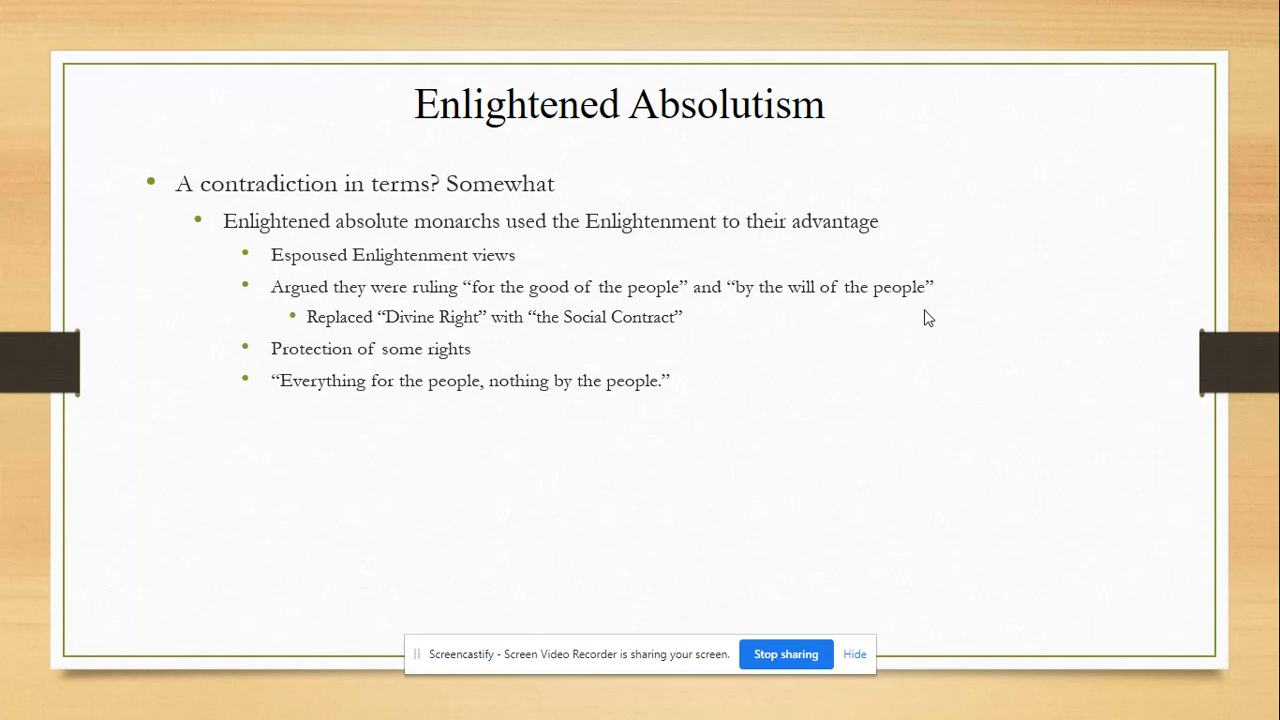 Enlightened Absolutism
• A contradiction in terms? Somewhat
• Enlightened absolute monarchs used the Enlightenment to their advantage
• Espoused Enlightenment views
• Argued they were ruling “for the good of the people” and “by the will of the people”
• Replaced “Divine Right” with “the Social Contract”
• Protection of some rights
• “Everything for the people, nothing by the people.”
Screencastify - Screen Video Recorder is sharing your screen. Stop sharing Hide